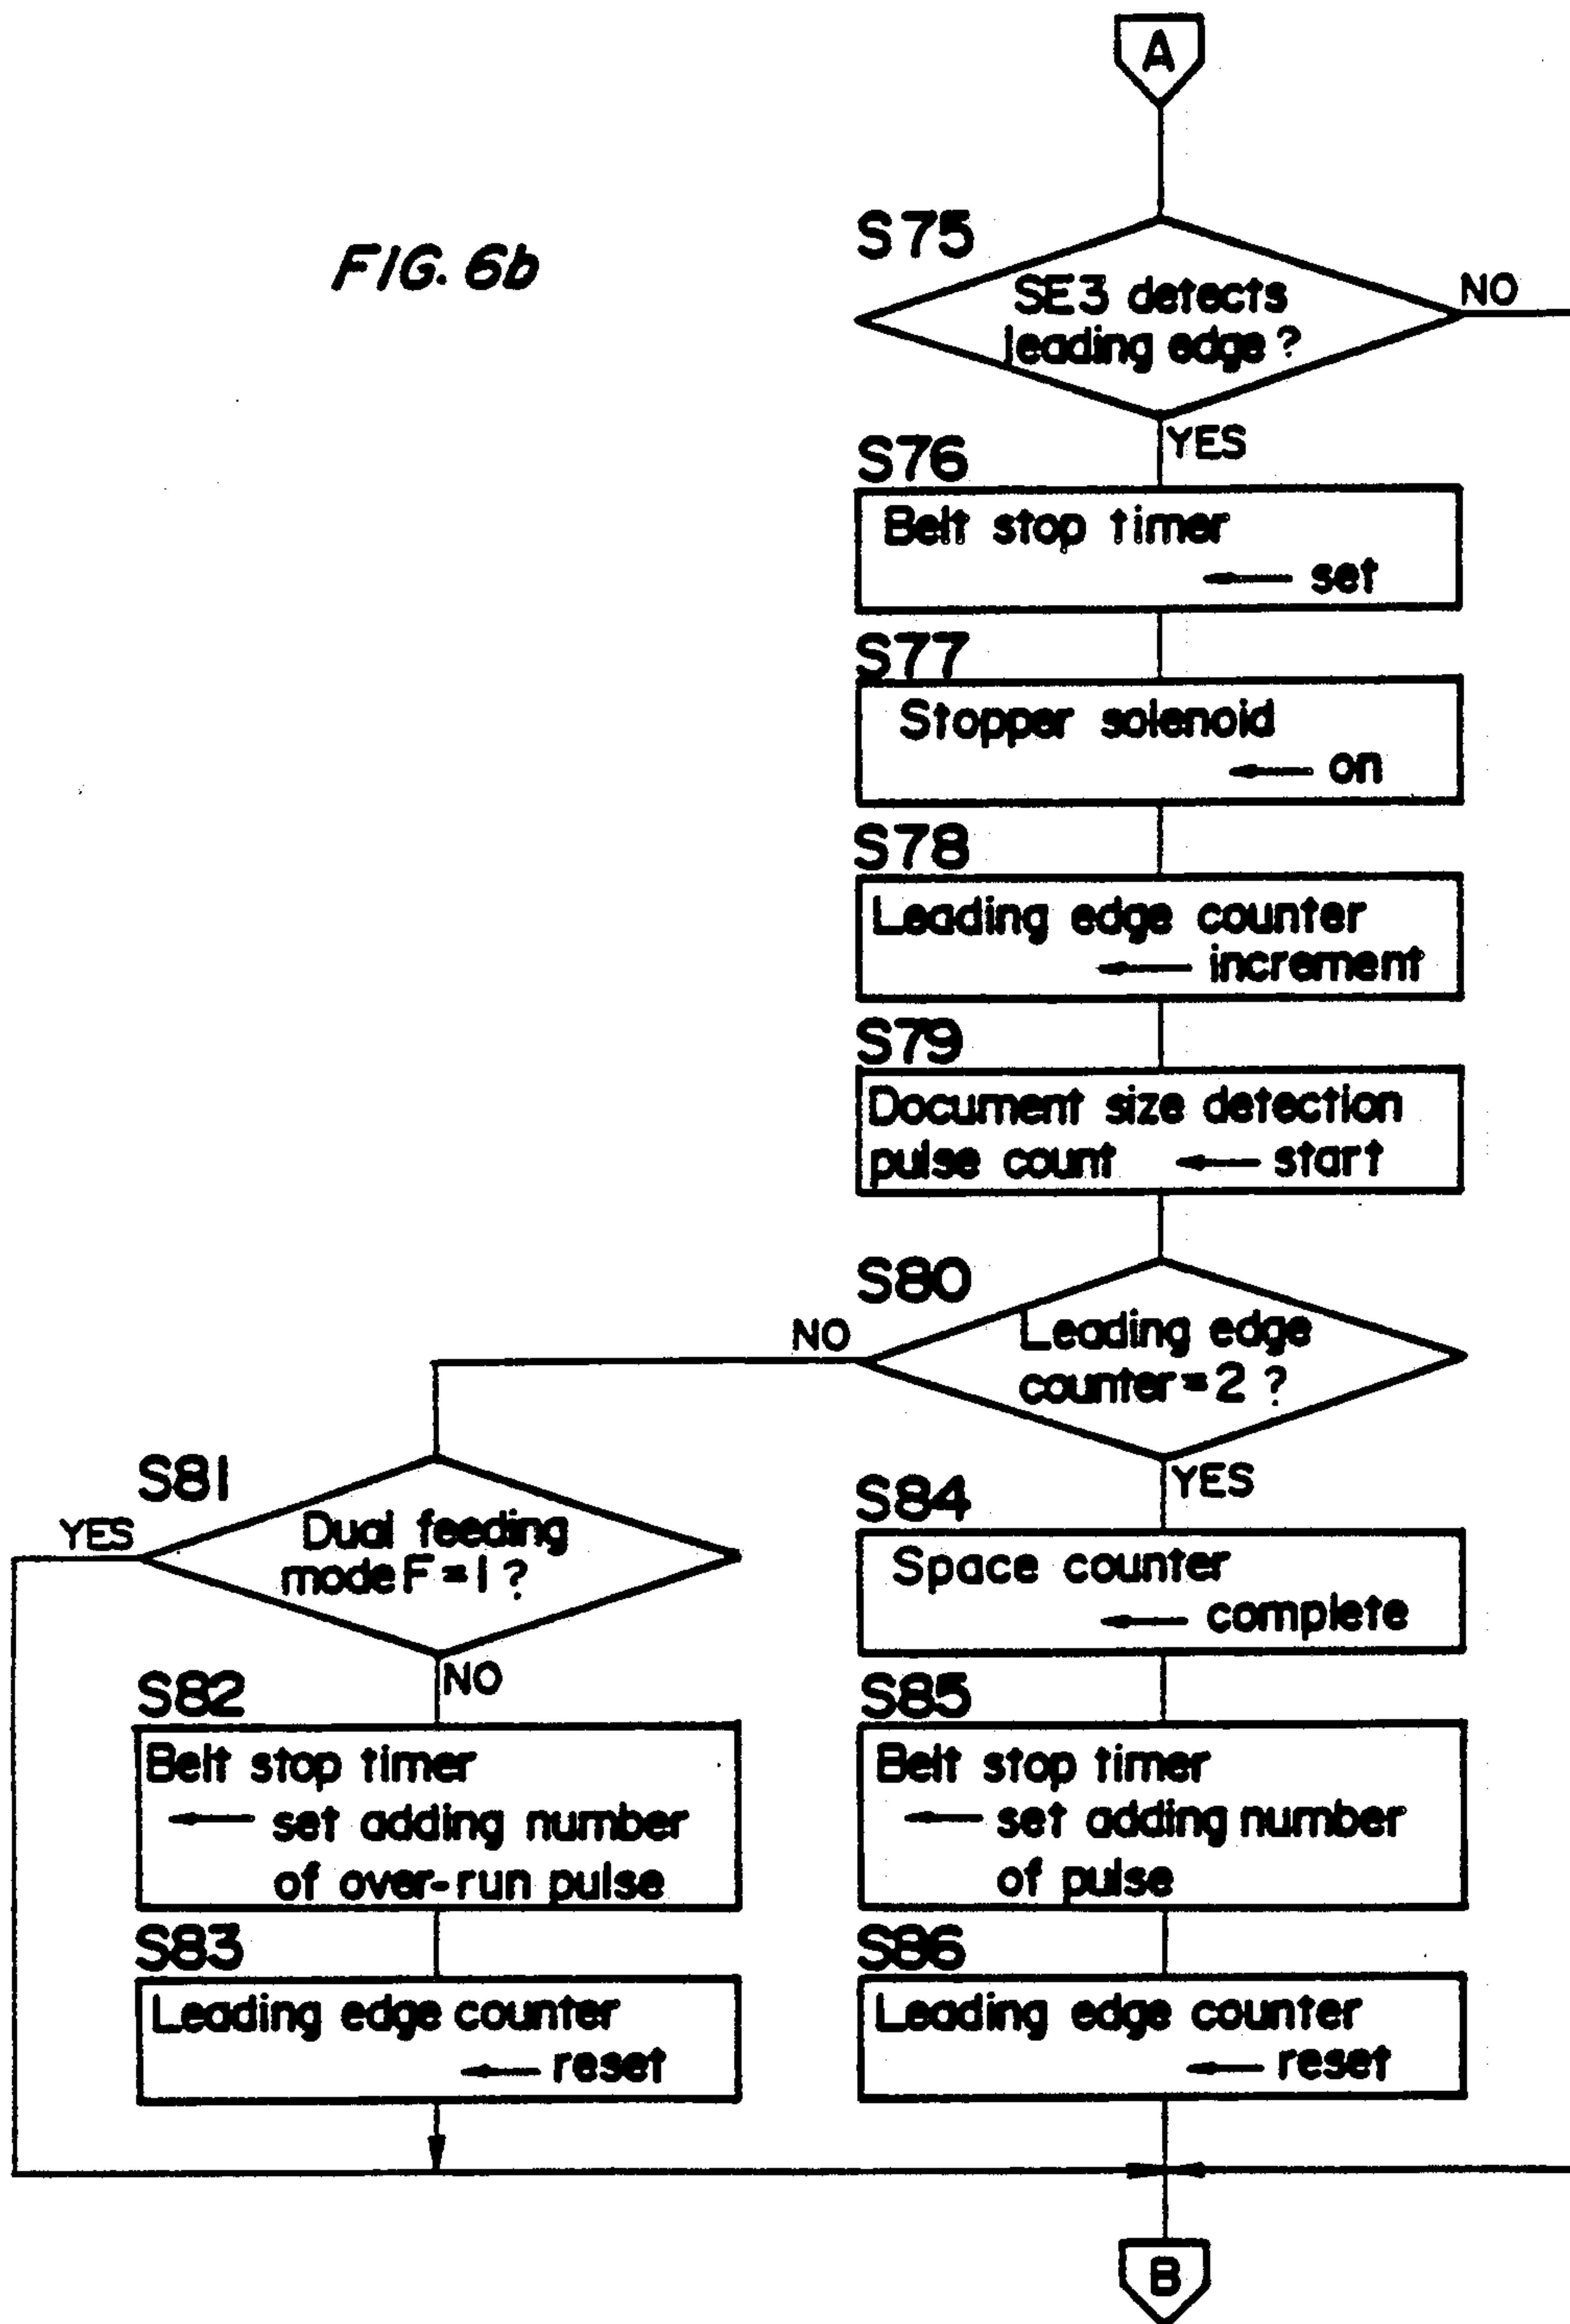 A
FIG. 6b
S75
SE3 detects
leading edge ?
NO
YES
S76
Belt stop timer
← set
S77
Stopper solenoid
← on
S78
Leading edge counter
← increment
S79
Document size detection
pulse count ← start
S80
Leading edge
counter = 2 ?
NO
YES
S81
Dual feeding
mode F = 1 ?
YES
NO
S82
Belt stop timer
← set adding number
of over-run pulse
S83
Leading edge counter
← reset
S84
Space counter
← complete
S85
Belt stop timer
← set adding number
of pulse
S86
Leading edge counter
← reset
B